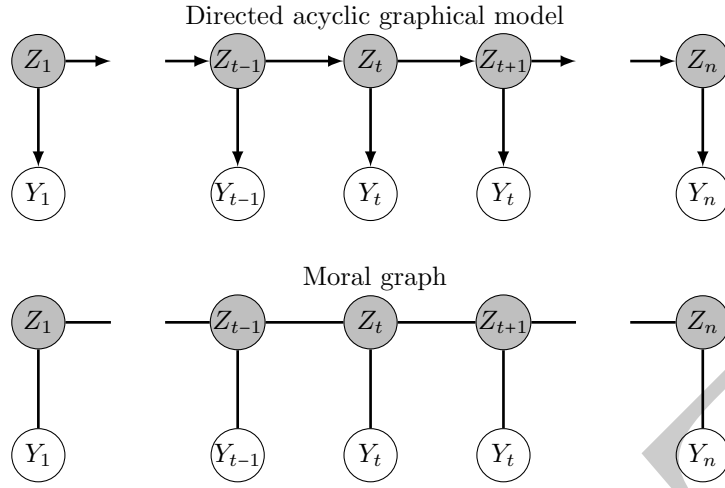 Directed acyclic graphical model
Z₁ Zₜ₋₁ Zₜ Zₜ₊₁ Zₙ
Y₁ Yₜ₋₁ Yₜ Yₜ Yₙ
Moral graph
Z₁ Zₜ₋₁ Zₜ Zₜ₊₁ Zₙ
Y₁ Yₜ₋₁ Yₜ Yₜ Yₙ